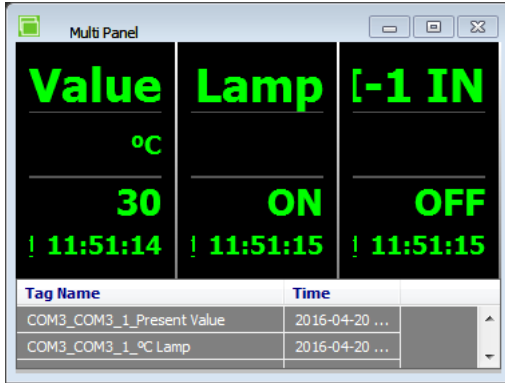 Multi Panel
Value Lamp I-1 IN
ºC
30 ON OFF
11:51:14 11:51:15 11:51:15
Tag Name Time
COM3_COM3_1_Present Value 2016-04-20 ...
COM3_COM3_1_ºC Lamp 2016-04-20 ...